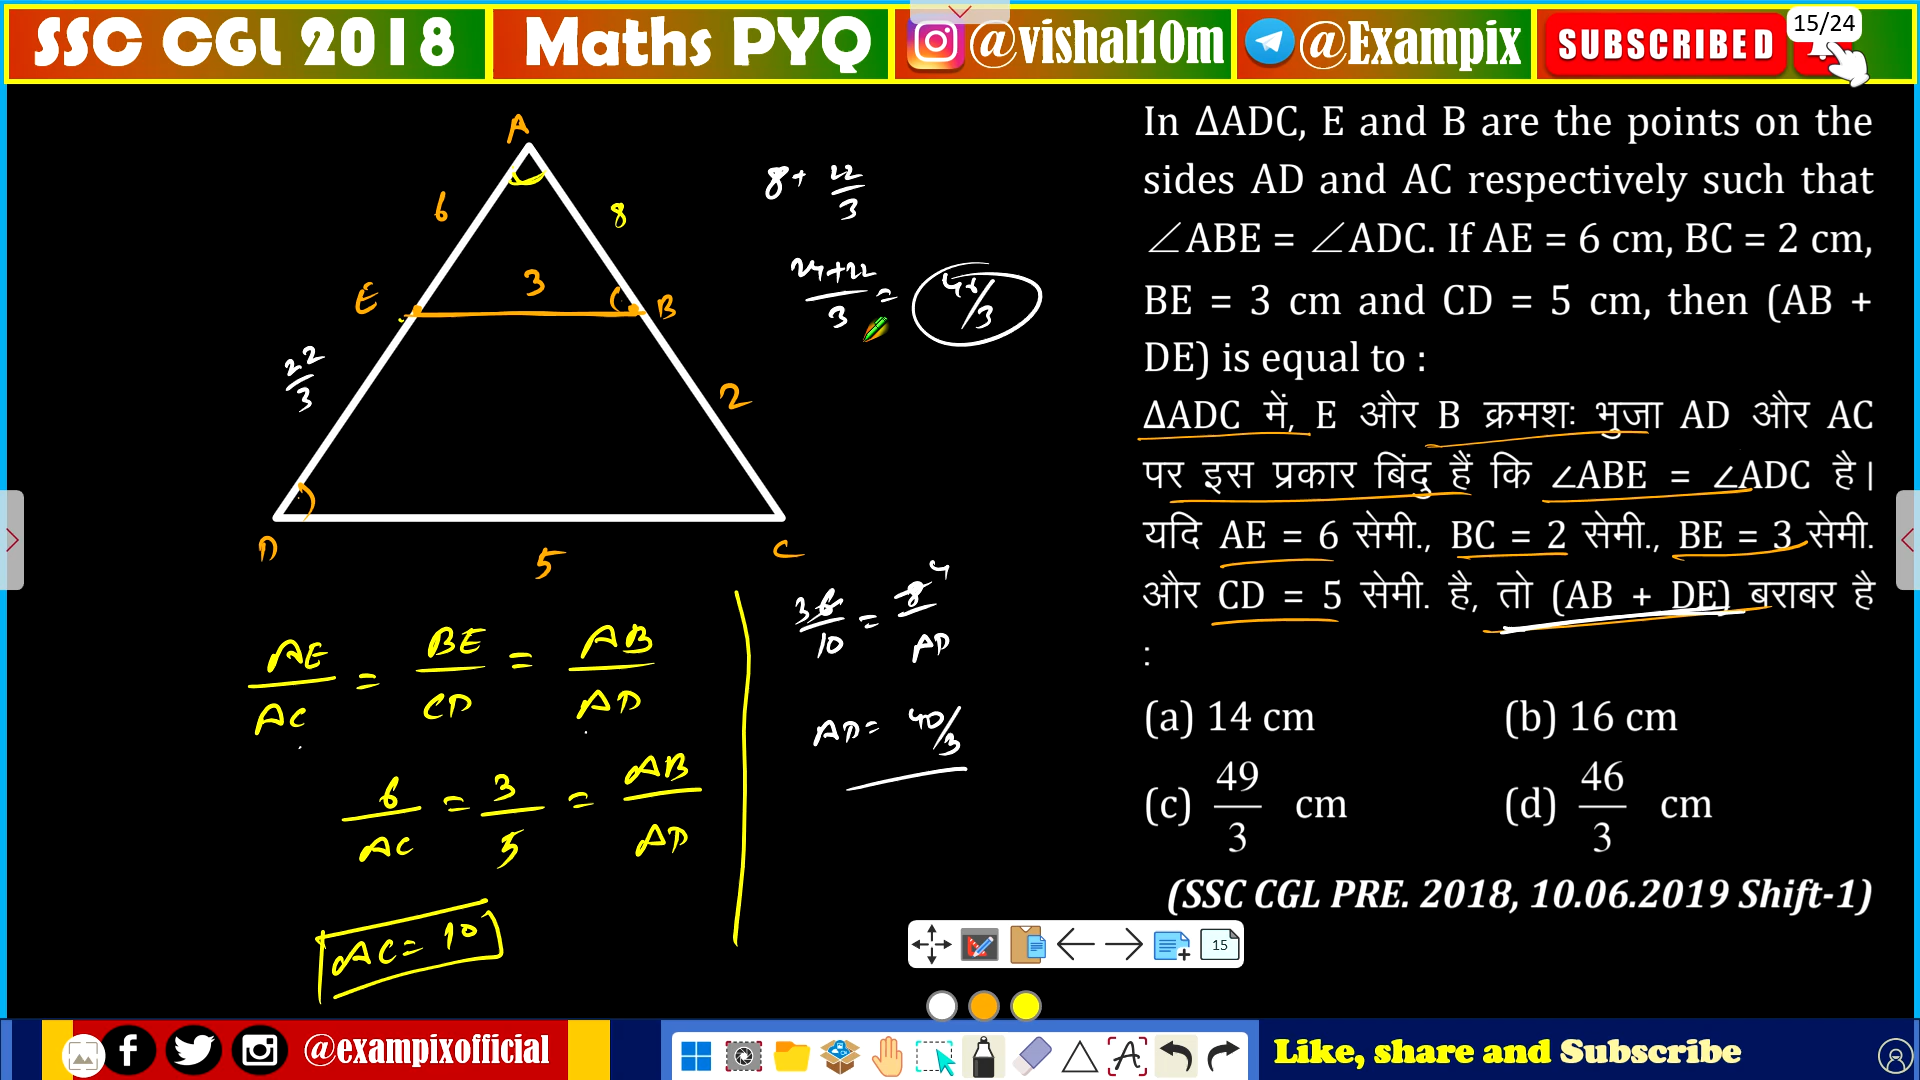 SSC CGL 2018 Maths PYQ @vishal10m @Exampix SUBSCRIBED 15/24
A
6
8
E 3 B
22/3
2
D 5 C
8+ 22/3
24+22/3 = 46/3
AE/AC = BE/CD = AB/AD
6/AC = 3/5 = AB/AD
AC = 10
36/10 = 8 4/AD
AD = 40/3
In ΔADC, E and B are the points on the
sides AD and AC respectively such that
∠ABE = ∠ADC. If AE = 6 cm, BC = 2 cm,
BE = 3 cm and CD = 5 cm, then (AB +
DE) is equal to :
ΔADC में, E और B क्रमशः भुजा AD और AC
पर इस प्रकार बिंदु हैं कि ∠ABE = ∠ADC है।
यदि AE = 6 सेमी., BC = 2 सेमी., BE = 3 सेमी.
और CD = 5 सेमी. है, तो (AB + DE) बराबर है
:
(a) 14 cm (b) 16 cm
(c) 49/3 cm (d) 46/3 cm
(SSC CGL PRE. 2018, 10.06.2019 Shift-1)
15
@exampixofficial
Like, share and Subscribe